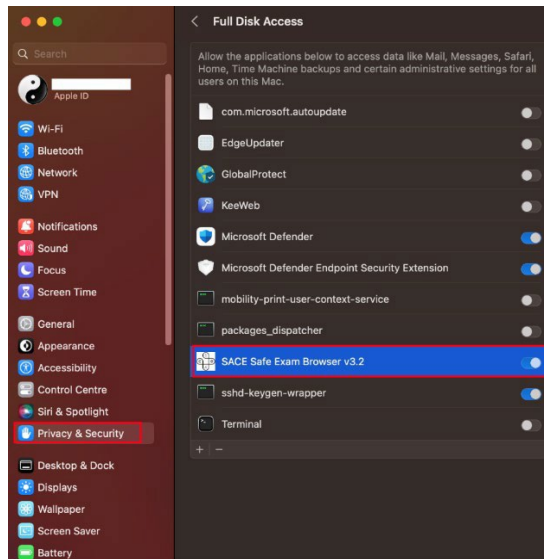 Full Disk Access
Search
Apple ID
Wi-Fi
Bluetooth
Network
VPN
Notifications
Sound
Focus
Screen Time
General
Appearance
Accessibility
Control Centre
Siri & Spotlight
Privacy & Security
Desktop & Dock
Displays
Wallpaper
Screen Saver
Battery
Allow the applications below to access data like Mail, Messages, Safari,
Home, Time Machine backups and certain administrative settings for all
users on this Mac.
com.microsoft.autoupdate
EdgeUpdater
GlobalProtect
KeeWeb
Microsoft Defender
Microsoft Defender Endpoint Security Extension
mobility-print-user-context-service
packages_dispatcher
SACE Safe Exam Browser v3.2
sshd-keygen-wrapper
Terminal